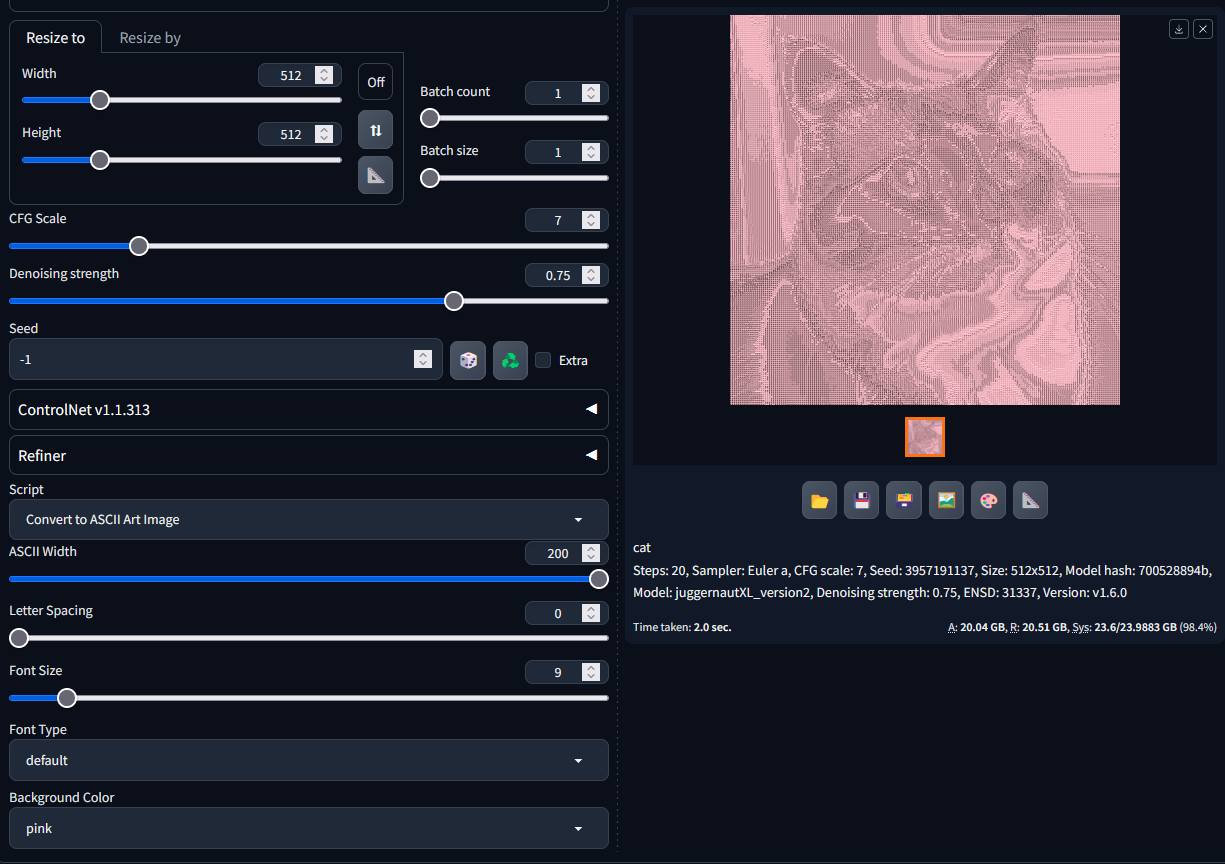 Resize to
Resize by
Width
512
Off
Height
512
Batch count
1
Batch size
1
CFG Scale
7
Denoising strength
0.75
Seed
-1
Extra
ControlNet v1.1.313
Refiner
Script
Convert to ASCII Art Image
ASCII Width
200
Letter Spacing
0
Font Size
9
Font Type
default
Background Color
pink
cat
Steps: 20, Sampler: Euler a, CFG scale: 7, Seed: 3957191137, Size: 512x512, Model hash: 700528894b,
Model: juggernautXL_version2, Denoising strength: 0.75, ENSD: 31337, Version: v1.6.0
Time taken: 2.0 sec.
A: 20.04 GB, R: 20.51 GB, Sys: 23.6/23.9883 GB (98.4%)